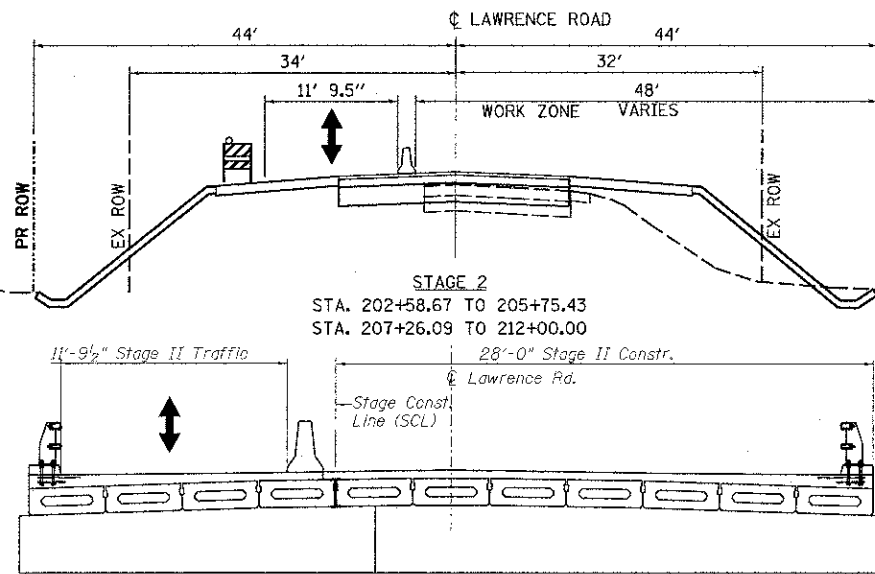 ℄ LAWRENCE ROAD
44' 44'
34' 32'
11' 9.5" 48'
WORK ZONE VARIES
PR ROW
EX ROW
EX ROW
STAGE 2
STA. 202+58.67 TO 205+75.43
STA. 207+26.09 TO 212+00.00
11'-9½" Stage II Traffic 28'-0" Stage II Constr.
℄ Lawrence Rd.
Stage Const.
Line (SCL)